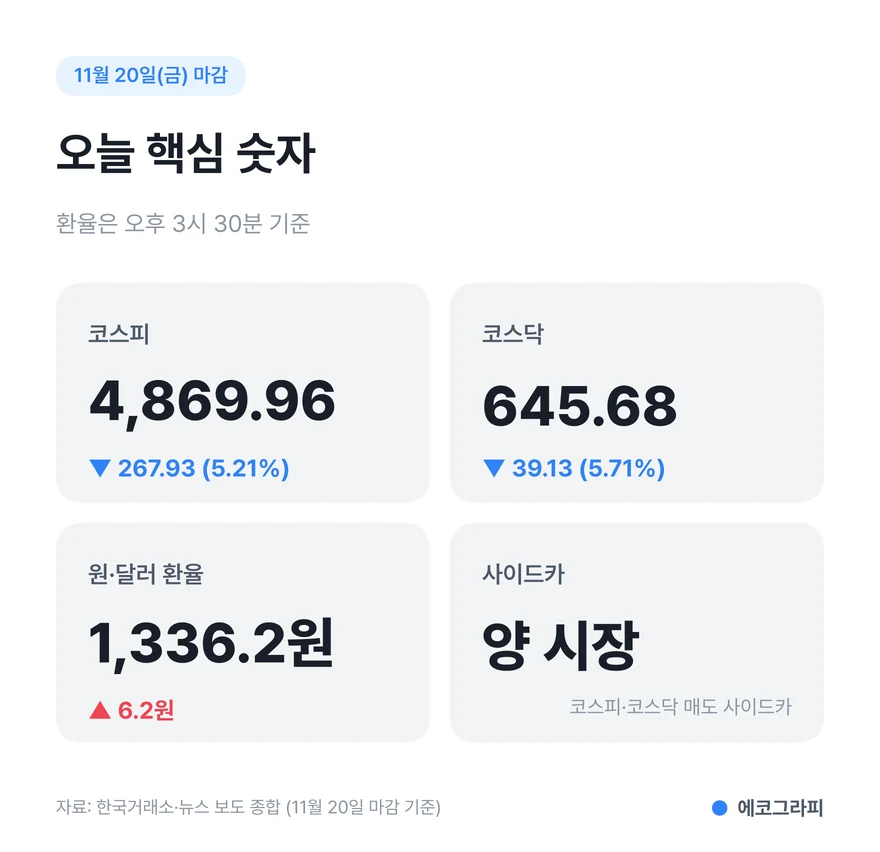 11월 20일(금) 마감
오늘 핵심 숫자
환율은 오후 3시 30분 기준
코스피
4,869.96
▼ 267.93 (5.21%)
코스닥
645.68
▼ 39.13 (5.71%)
원·달러 환율
1,336.2원
▲ 6.2원
사이드카
양 시장
코스피·코스닥 매도 사이드카
자료: 한국거래소·뉴스 보도 종합 (11월 20일 마감 기준)
에코그라피